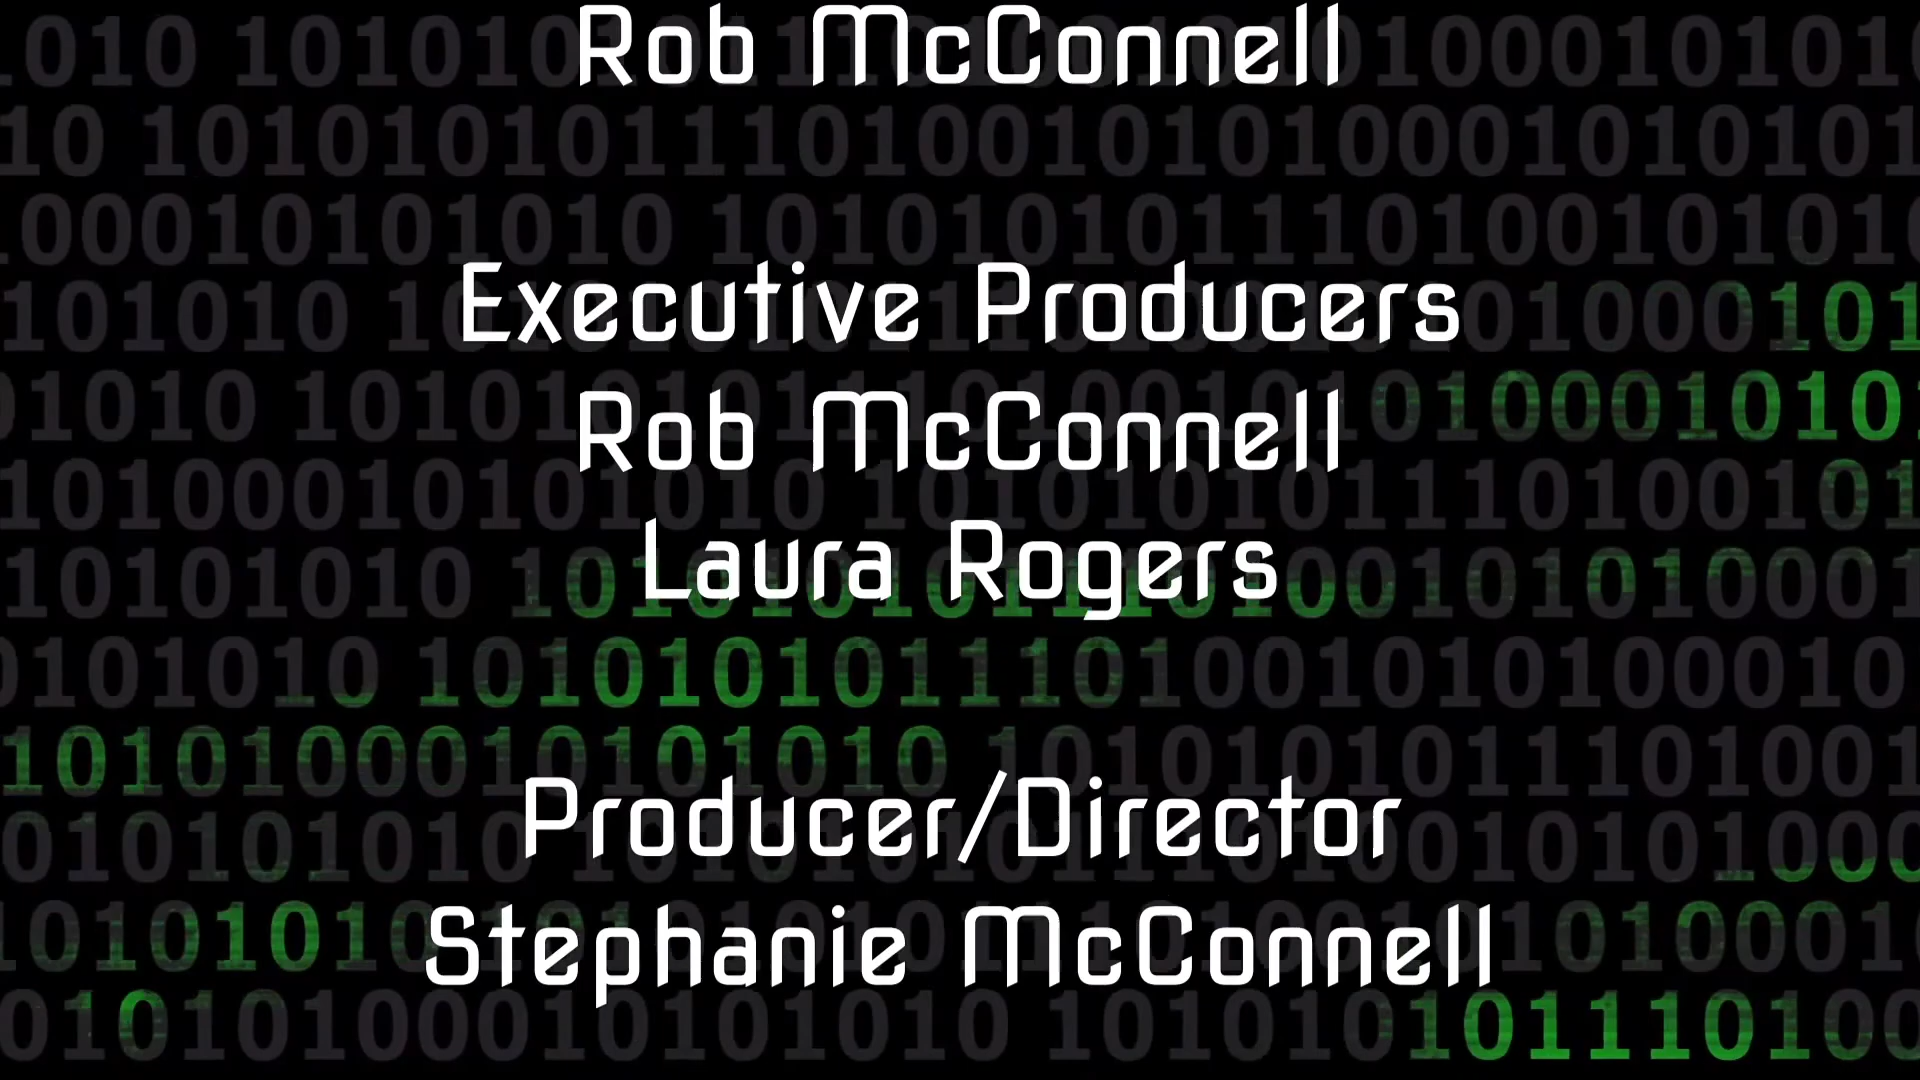 Rob McConnell
Executive Producers
Rob McConnell
Laura Rogers
Producer/Director
Stephanie McConnell